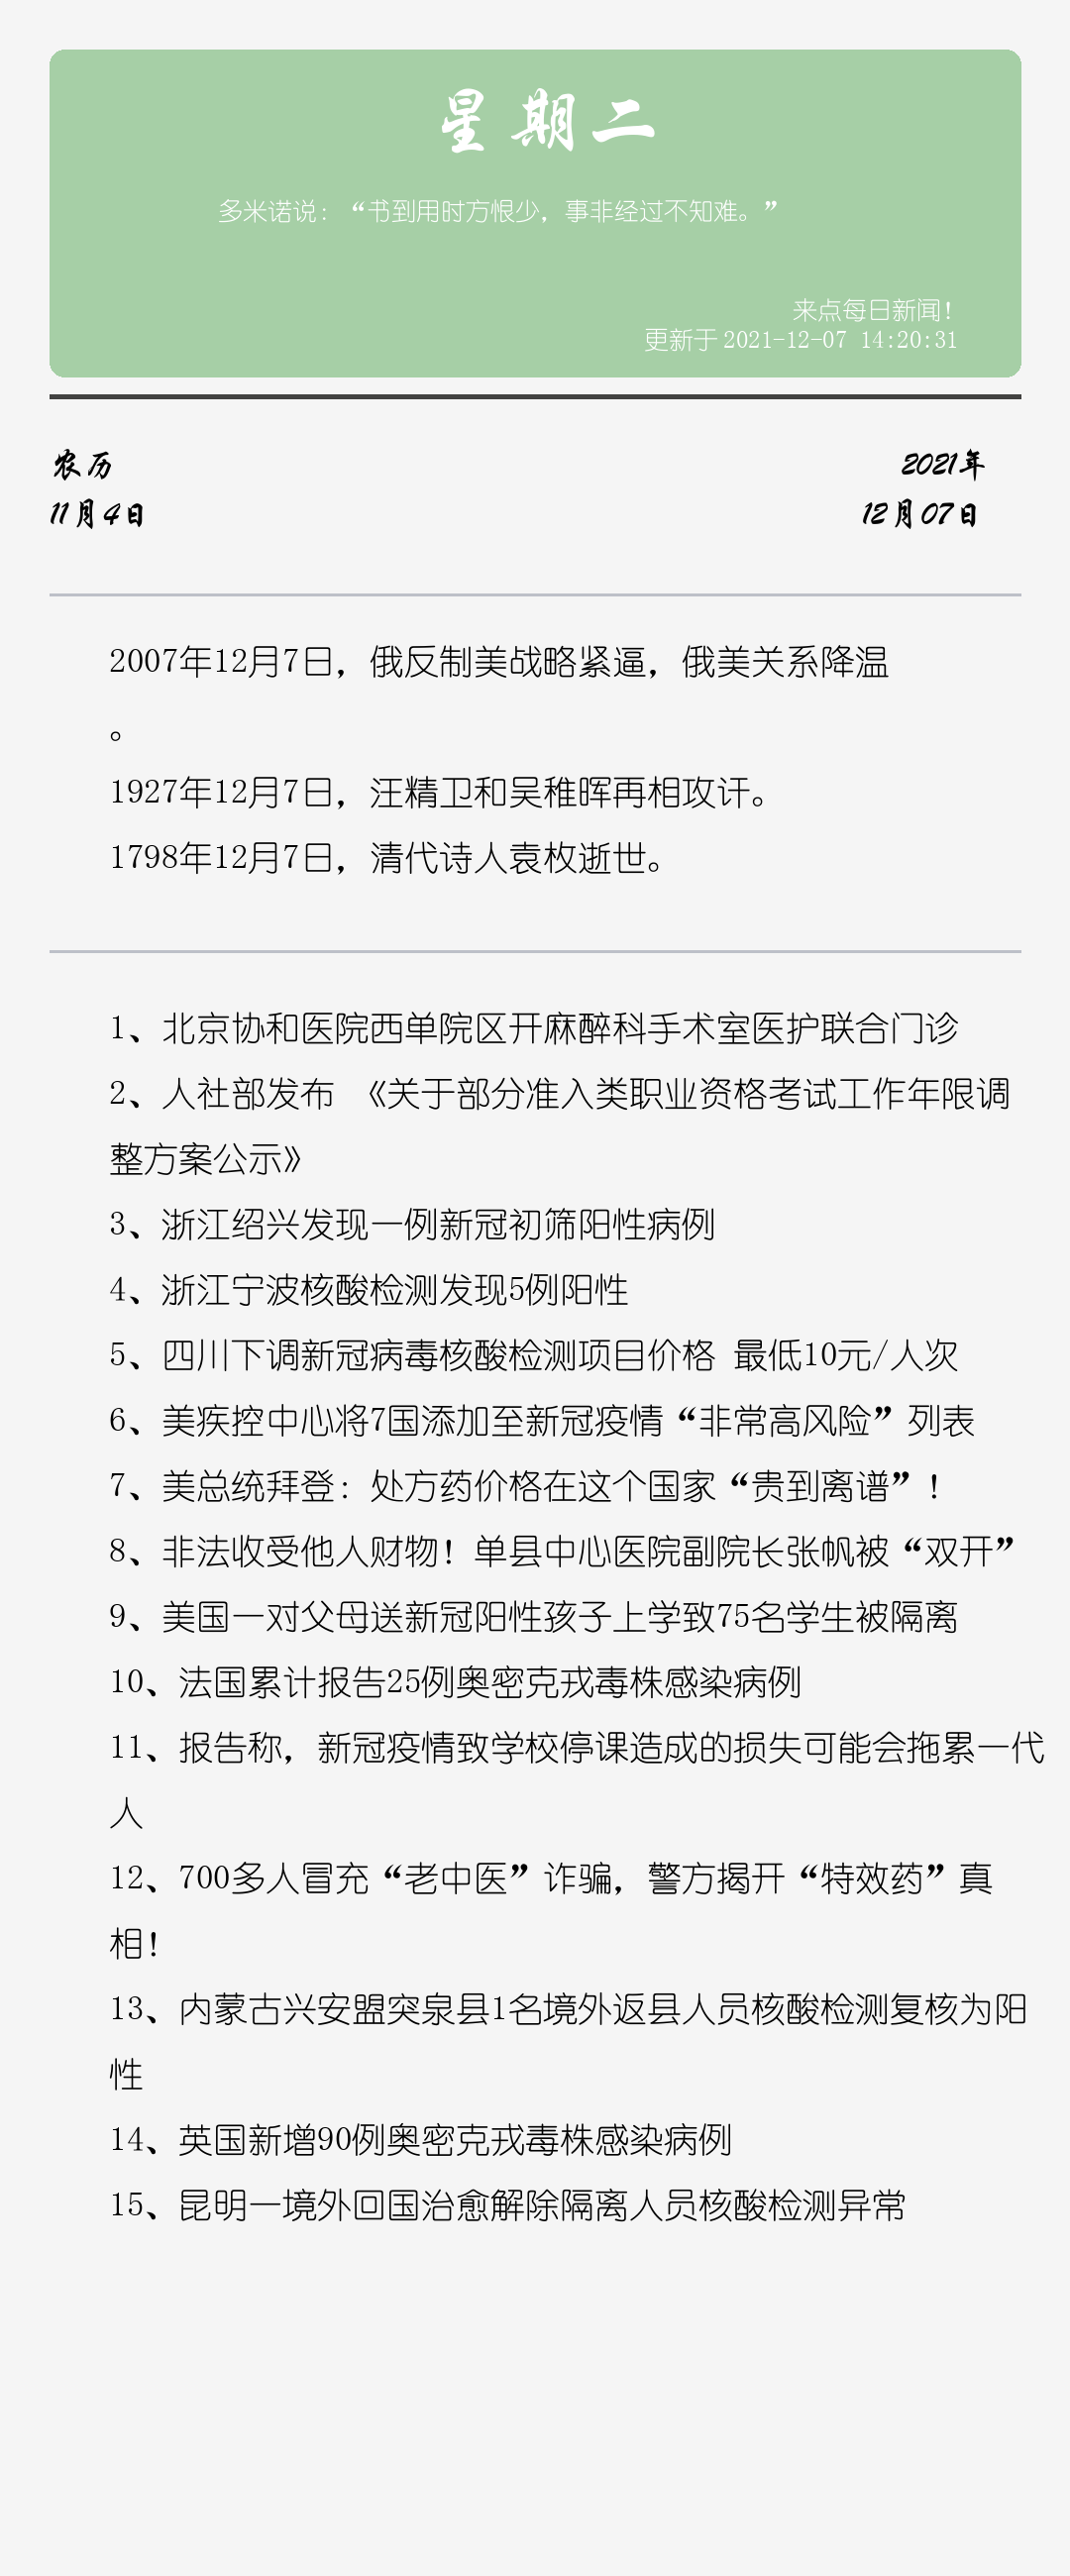 星期二
多米诺说：“书到用时方恨少，事非经过不知难。”
来点每日新闻！
更新于 2021-12-07 14:20:31
农历
2021年
11月4日
12月07日
2007年12月7日，俄反制美战略紧逼，俄美关系降温
。
1927年12月7日，汪精卫和吴稚晖再相攻讦。
1798年12月7日，清代诗人袁枚逝世。
1、北京协和医院西单院区开麻醉科手术室医护联合门诊
2、人社部发布 《关于部分准入类职业资格考试工作年限调
整方案公示》
3、浙江绍兴发现一例新冠初筛阳性病例
4、浙江宁波核酸检测发现5例阳性
5、四川下调新冠病毒核酸检测项目价格 最低10元/人次
6、美疾控中心将7国添加至新冠疫情“非常高风险”列表
7、美总统拜登：处方药价格在这个国家“贵到离谱”！
8、非法收受他人财物！单县中心医院副院长张帆被“双开”
9、美国一对父母送新冠阳性孩子上学致75名学生被隔离
10、法国累计报告25例奥密克戎毒株感染病例
11、报告称，新冠疫情致学校停课造成的损失可能会拖累一代
人
12、700多人冒充“老中医”诈骗，警方揭开“特效药”真
相！
13、内蒙古兴安盟突泉县1名境外返县人员核酸检测复核为阳
性
14、英国新增90例奥密克戎毒株感染病例
15、昆明一境外回国治愈解除隔离人员核酸检测异常